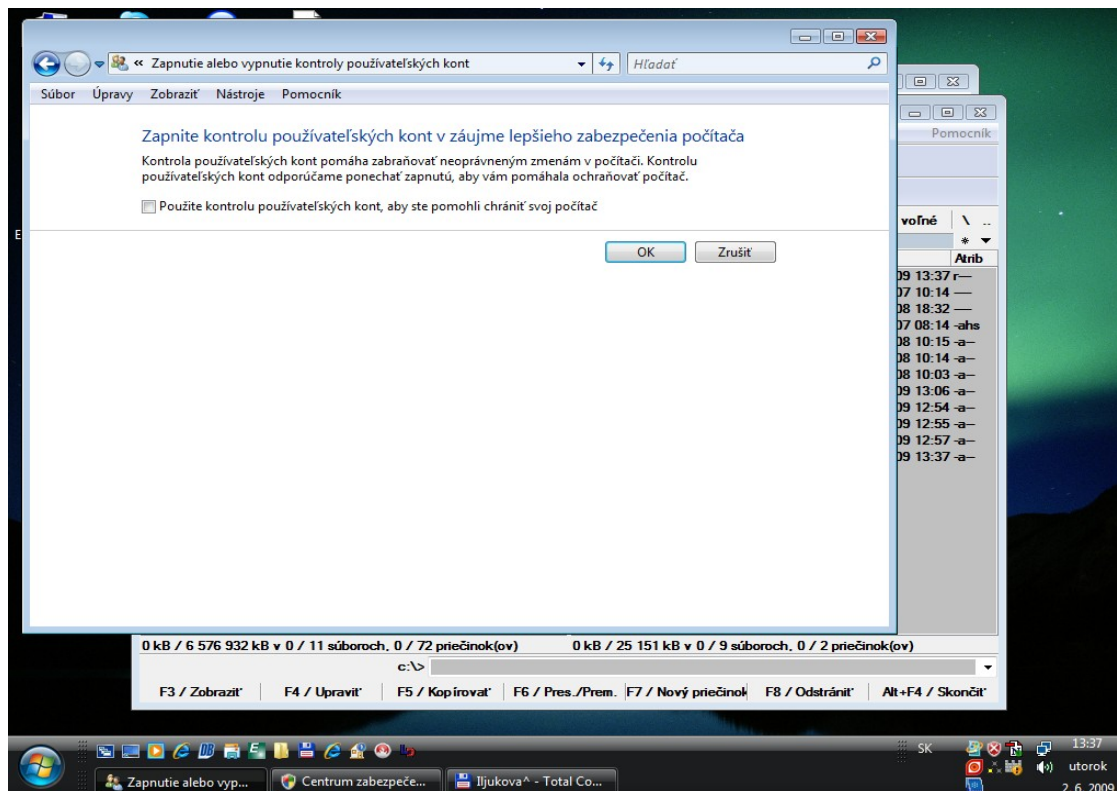 « Zapnutie alebo vypnutie kontroly používateľských kont
Hľadať
Súbor Úpravy Zobraziť Nástroje Pomocník
Zapnite kontrolu používateľských kont v záujme lepšieho zabezpečenia počítača
Kontrola používateľských kont pomáha zabraňovať neoprávneným zmenám v počítači. Kontrolu
používateľských kont odporúčame ponechať zapnutú, aby vám pomáhala ochraňovať počítač.
Použite kontrolu používateľských kont, aby ste pomohli chrániť svoj počítač
OK Zrušiť
E
Pomocník
voľné \ ..
* 
Atrib
09 13:37 r—
07 10:14 —
08 18:32 —
07 08:14 -ahs
08 10:15 -a–
08 10:14 -a–
08 10:03 -a–
09 13:06 -a–
09 12:54 -a–
09 12:55 -a–
09 12:57 -a–
09 13:37 -a–
0 kB / 6 576 932 kB v 0 / 11 súboroch, 0 / 72 priečinok(ov) 0 kB / 25 151 kB v 0 / 9 súboroch, 0 / 2 priečinok(ov)
c:\>
F3 / Zobraziť F4 / Upraviť F5 / Kopírovať F6 / Pres./Prem. F7 / Nový priečinok F8 / Odstrániť Alt+F4 / Skončiť
SK 13:37
utorok
2. 6. 2009
Zapnutie alebo vyp... Centrum zabezpeče... Iljukova^ - Total Co...